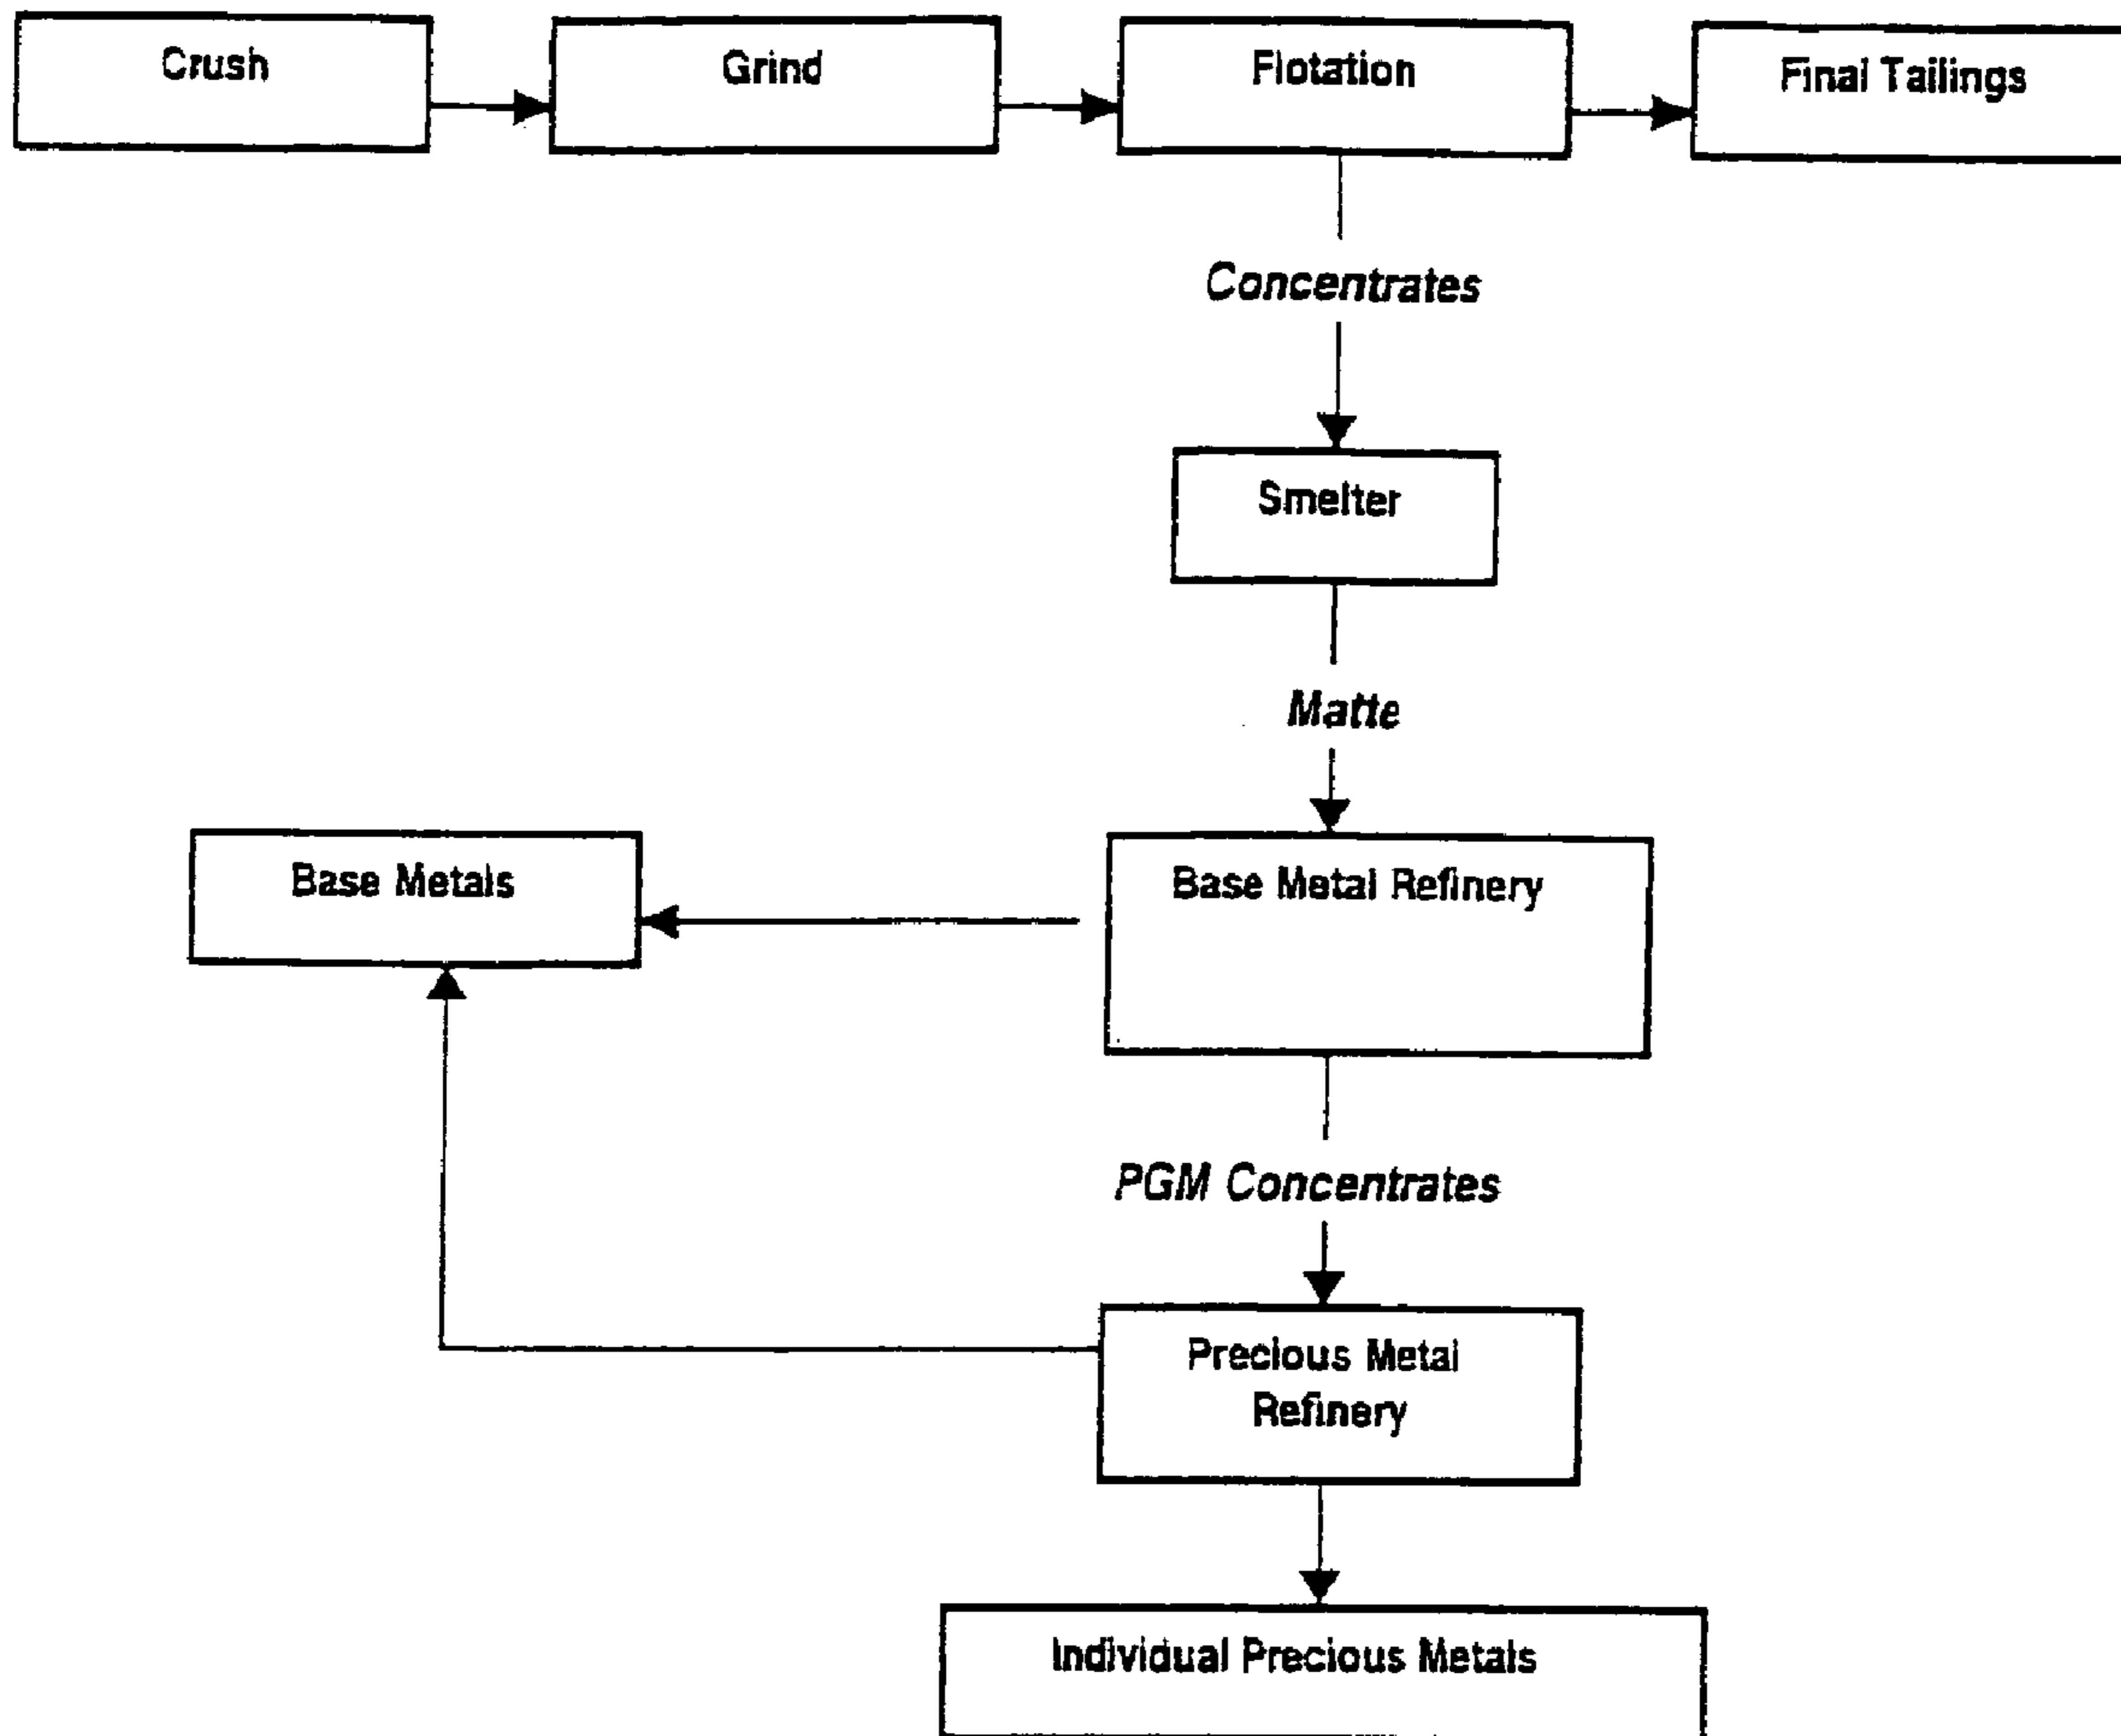 Crush
Grind
Flotation
Final Tailings
Concentrates
Smelter
Matte
Base Metals
Base Metal Refinery
PGM Concentrates
Precious Metal
Refinery
Individual Precious Metals